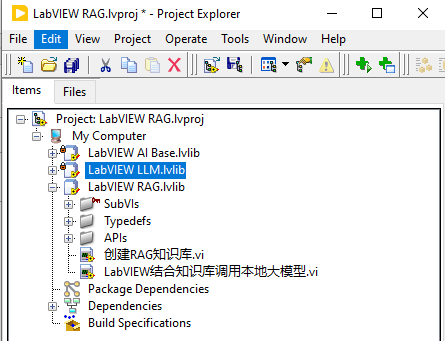 LabVIEW RAG.lvproj * - Project Explorer
File Edit View Project Operate Tools Window Help
Items Files
Project: LabVIEW RAG.lvproj
My Computer
LabVIEW AI Base.lvlib
LabVIEW LLM.lvlib
LabVIEW RAG.lvlib
SubVIs
Typedefs
APIs
创建RAG知识库.vi
LabVIEW结合知识库调用本地大模型.vi
Package Dependencies
Dependencies
Build Specifications